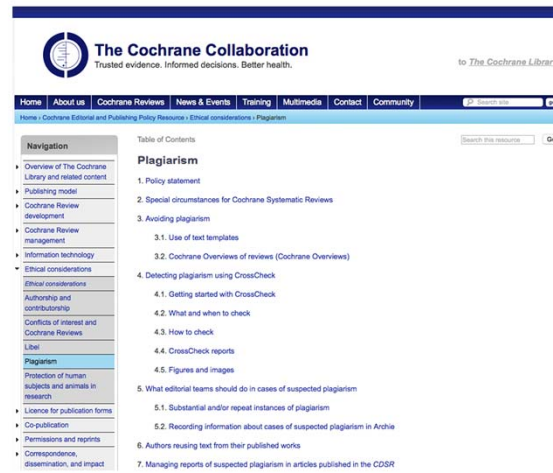 The Cochrane Collaboration
Trusted evidence. Informed decisions. Better health.
to The Cochrane Librar
Home About us Cochrane Reviews News & Events Training Multimedia Contact Community Search site
Home › Cochrane Editorial and Publishing Policy Resource › Ethical considerations › Plagiarism
Navigation
Overview of The Cochrane
Library and related content
Publishing model
Cochrane Review
development
Cochrane Review
management
Information technology
Ethical considerations
Ethical considerations
Authorship and
contributorship
Conflicts of interest and
Cochrane Reviews
Libel
Plagiarism
Protection of human
subjects and animals in
research
Licence for publication forms
Co-publication
Permissions and reprints
Correspondence,
dissemination, and impact
Table of Contents
Search this resource
Plagiarism
1. Policy statement
2. Special circumstances for Cochrane Systematic Reviews
3. Avoiding plagiarism
3.1. Use of text templates
3.2. Cochrane Overviews of reviews (Cochrane Overviews)
4. Detecting plagiarism using CrossCheck
4.1. Getting started with CrossCheck
4.2. What and when to check
4.3. How to check
4.4. CrossCheck reports
4.5. Figures and images
5. What editorial teams should do in cases of suspected plagiarism
5.1. Substantial and/or repeat instances of plagiarism
5.2. Recording information about cases of suspected plagiarism in Archie
6. Authors reusing text from their published works
7. Managing reports of suspected plagiarism in articles published in the CDSR